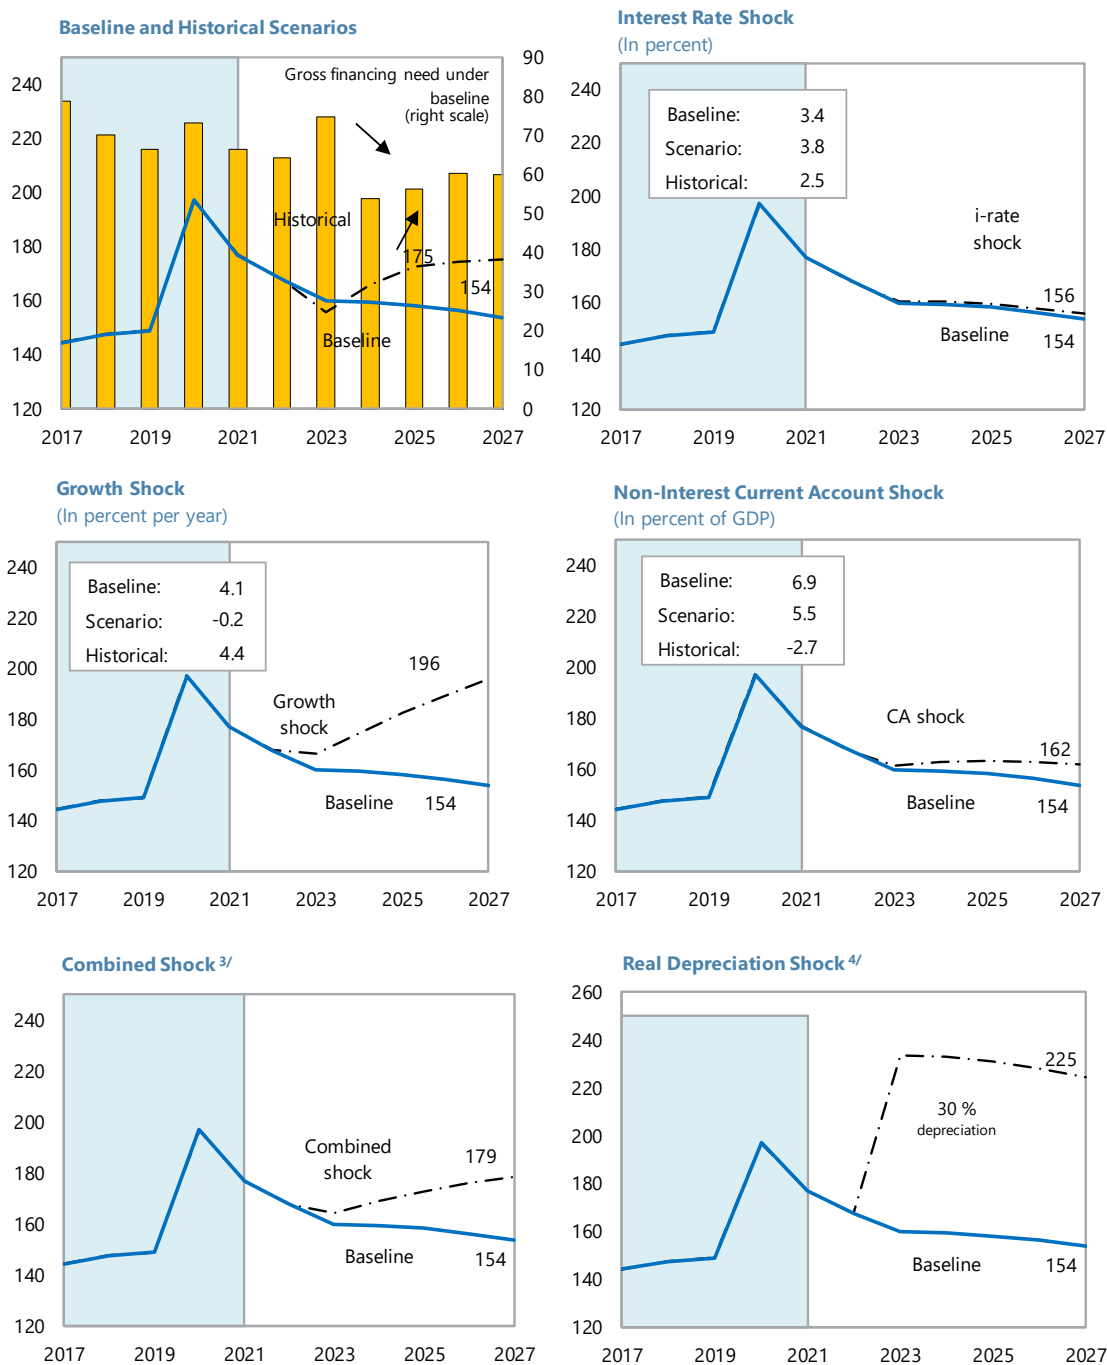 Baseline and Historical Scenarios
240
220
200
180
160
140
120
90
80
70
60
50
40
30
20
10
0
Gross financing need under
baseline
(right scale)
Historical
175
154
Baseline
2017 2019 2021 2023 2025 2027
Interest Rate Shock
(In percent)
240
220
200
180
160
140
120
Baseline: 3.4
Scenario: 3.8
Historical: 2.5
i-rate
shock
156
Baseline
154
2017 2019 2021 2023 2025 2027
Growth Shock
(In percent per year)
240
220
200
180
160
140
120
Baseline: 4.1
Scenario: -0.2
Historical: 4.4
196
Growth
shock
Baseline
154
2017 2019 2021 2023 2025 2027
Non-Interest Current Account Shock
(In percent of GDP)
240
220
200
180
160
140
120
Baseline: 6.9
Scenario: 5.5
Historical: -2.7
CA shock
162
Baseline
154
2017 2019 2021 2023 2025 2027
Combined Shock 3/
240
220
200
180
160
140
120
Combined
shock
179
Baseline
154
2017 2019 2021 2023 2025 2027
Real Depreciation Shock 4/
260
240
220
200
180
160
140
120
225
30 %
depreciation
Baseline
154
2017 2019 2021 2023 2025 2027